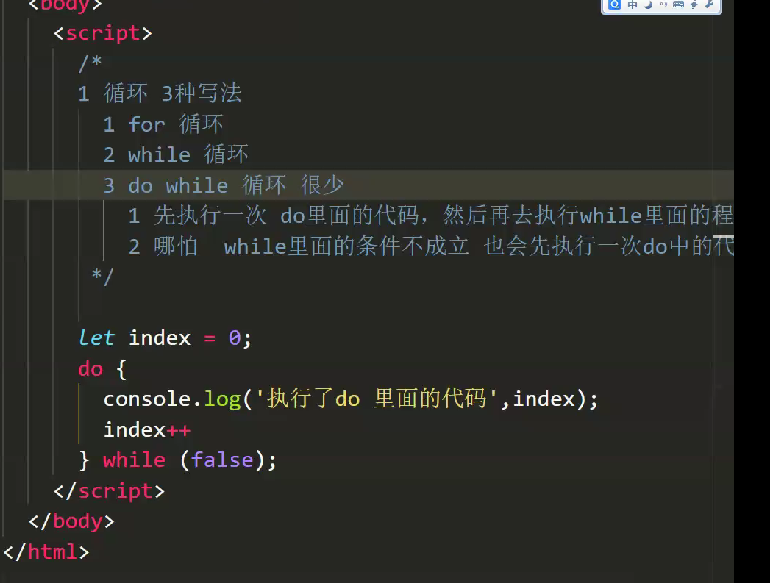 <body>
<script>
/*
1 循环 3种写法
1 for 循环
2 while 循环
3 do while 循环 很少
1 先执行一次 do里面的代码，然后再去执行while里面的程
2 哪怕 while里面的条件不成立 也会先执行一次do中的代
*/
let index = 0;
do {
console.log('执行了do 里面的代码',index);
index++
} while (false);
</script>
</body>
</html>
中